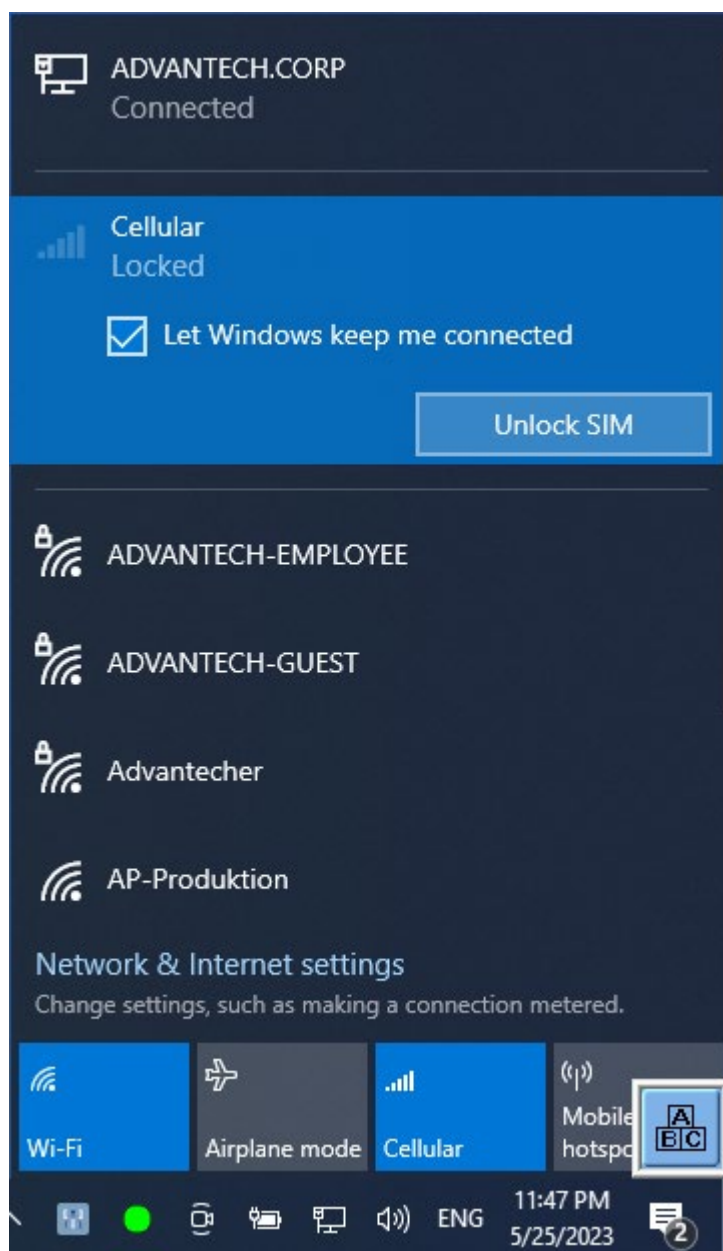 ADVANTECH.CORP
Connected
Cellular
Locked
Let Windows keep me connected
Unlock SIM
ADVANTECH-EMPLOYEE
ADVANTECH-GUEST
Advantecher
AP-Produktion
Network & Internet settings
Change settings, such as making a connection metered.
Wi-Fi
Airplane mode
Cellular
Mobile
hotspo
A
B C
ENG
11:47 PM
5/25/2023
2